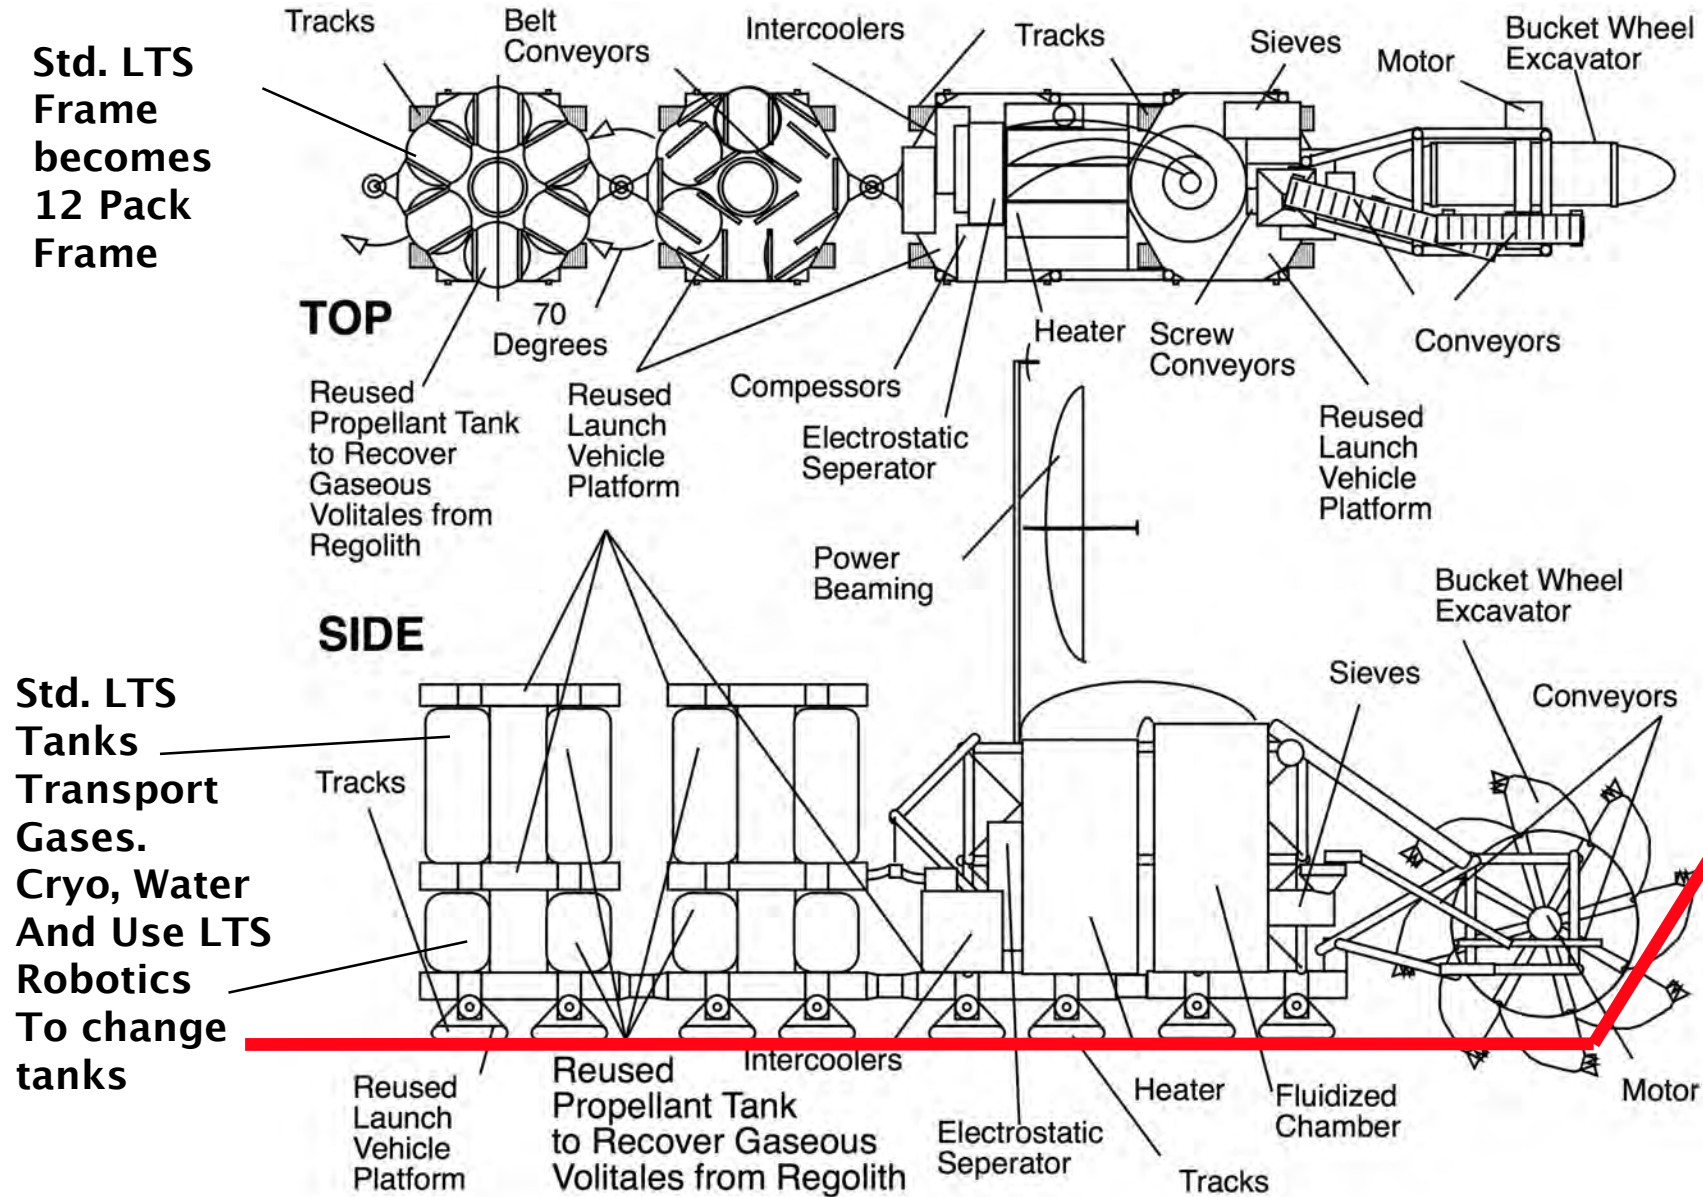 Tracks
Belt
Conveyors
Intercoolers
Tracks
Sieves
Motor
Bucket Wheel
Excavator
Std. LTS
Frame
becomes
12 Pack
Frame
TOP
70
Degrees
Heater
Screw
Conveyors
Conveyors
Reused
Propellant Tank
to Recover
Gaseous
Volitales from
Regolith
Reused
Launch
Vehicle
Platform
Compessors
Electrostatic
Seperator
Reused
Launch
Vehicle
Platform
Power
Beaming
Bucket Wheel
Excavator
SIDE
Sieves
Conveyors
Std. LTS
Tanks
Transport
Gases.
Cryo, Water
And Use LTS
Robotics
To change
tanks
Tracks
Reused
Launch
Vehicle
Platform
Reused
Propellant Tank
to Recover Gaseous
Volitales from Regolith
Intercoolers
Electrostatic
Seperator
Heater
Tracks
Fluidized
Chamber
Motor